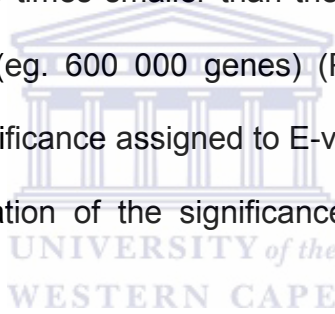 times smaller than the
(eg. 600 000 genes) (
ificance assigned to E-v
ation of the significance
UNIVERSITY of the
WESTERN CAPE